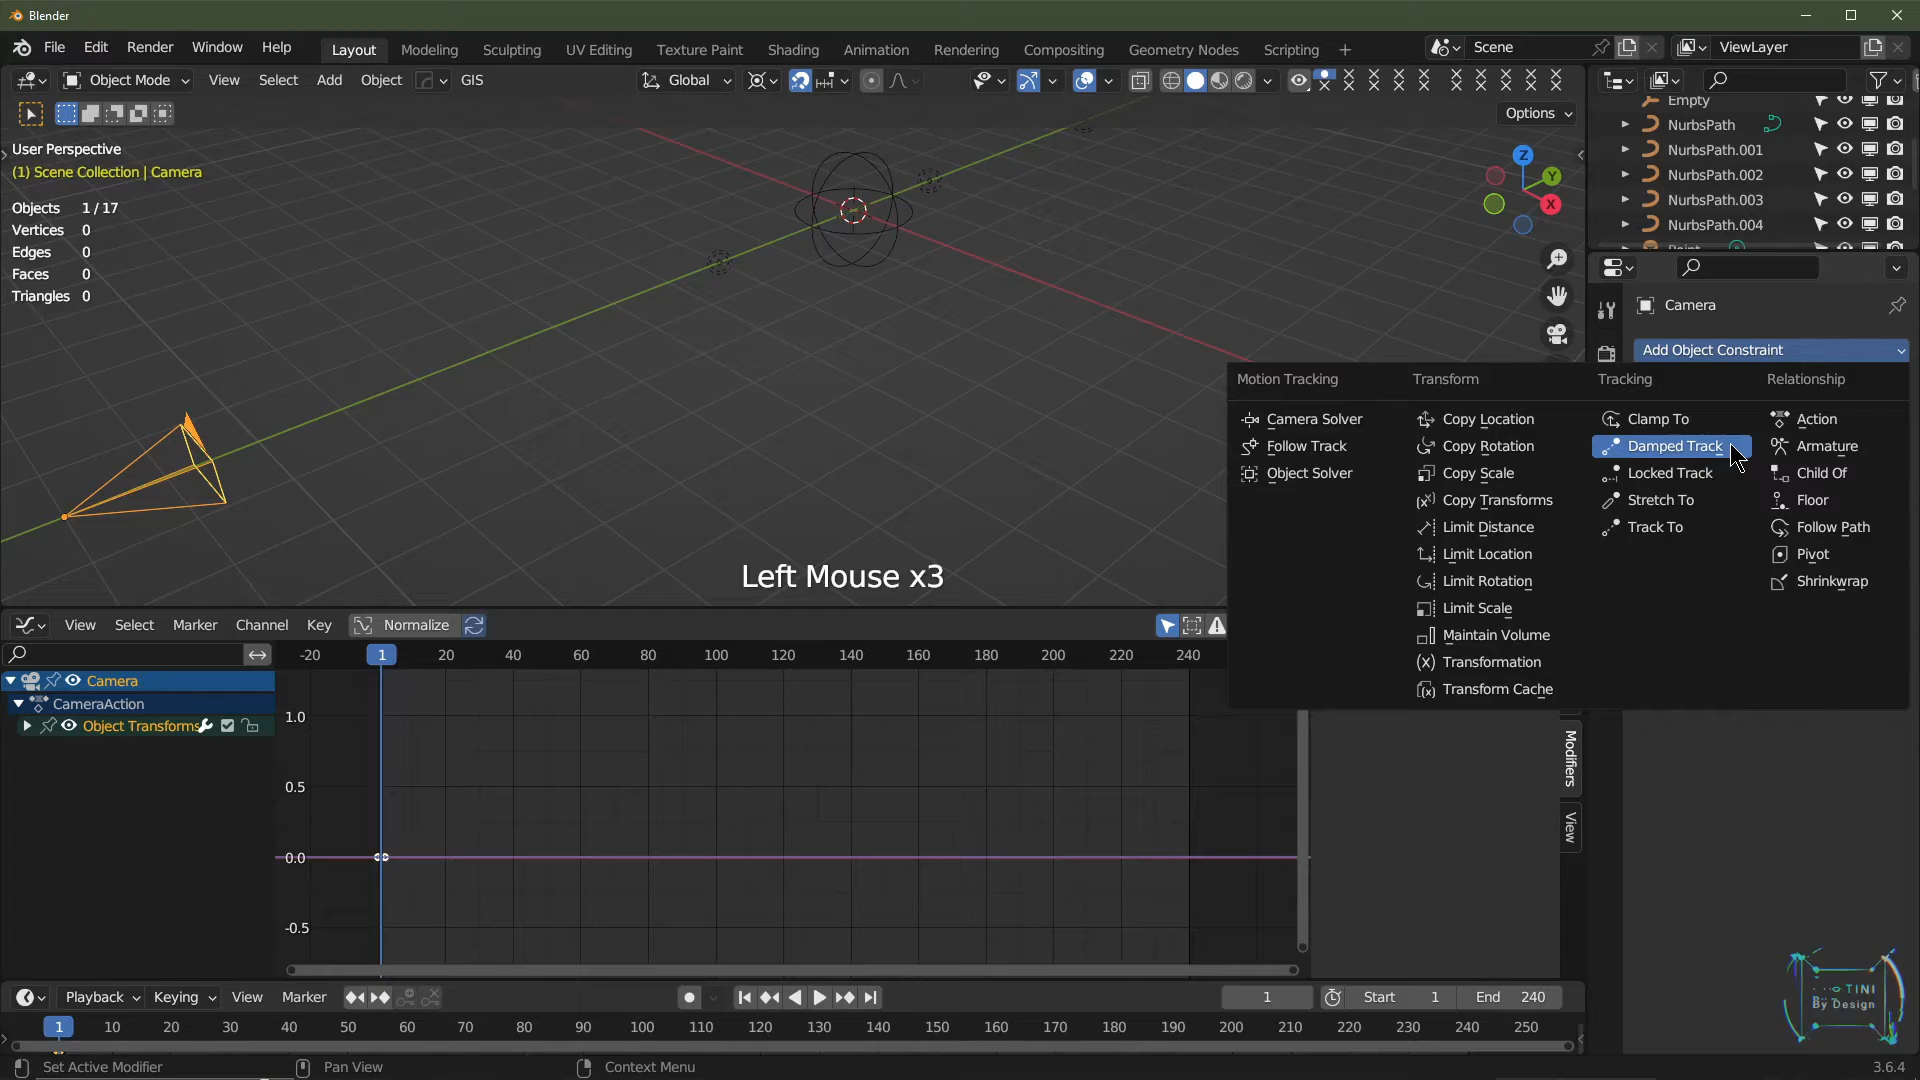 Blender
File Edit Render Window Help Layout Modeling Sculpting UV Editing Texture Paint Shading Animation Rendering Compositing Geometry Nodes Scripting + Scene ViewLayer
Object Mode View Select Add Object GIS Global
Options
User Perspective
(1) Scene Collection | Camera
Objects 1 / 17
Vertices 0
Edges 0
Faces 0
Triangles 0
Z
Y
X
Empty
NurbsPath
NurbsPath.001
NurbsPath.002
NurbsPath.003
NurbsPath.004
Camera
Add Object Constraint
Motion Tracking Transform Tracking Relationship
Camera Solver Copy Location Clamp To Action
Follow Track Copy Rotation Damped Track Armature
Object Solver Copy Scale Locked Track Child Of
Copy Transforms Stretch To Floor
Limit Distance Track To Follow Path
Limit Location Pivot
Limit Rotation Shrinkwrap
Limit Scale
Maintain Volume
Transformation
Transform Cache
Left Mouse x3
View Select Marker Channel Key Normalize
-20 1 20 40 60 80 100 120 140 160 180 200 220 240
Camera
CameraAction
Object Transforms
1.0
0.5
0.0
-0.5
Modifiers
View
Playback Keying View Marker 1 Start 1 End 240
1 10 20 30 40 50 60 70 80 90 100 110 120 130 140 150 160 170 180 190 200 210 220 230 240 250
Set Active Modifier Pan View Context Menu 3.6.4
By Design